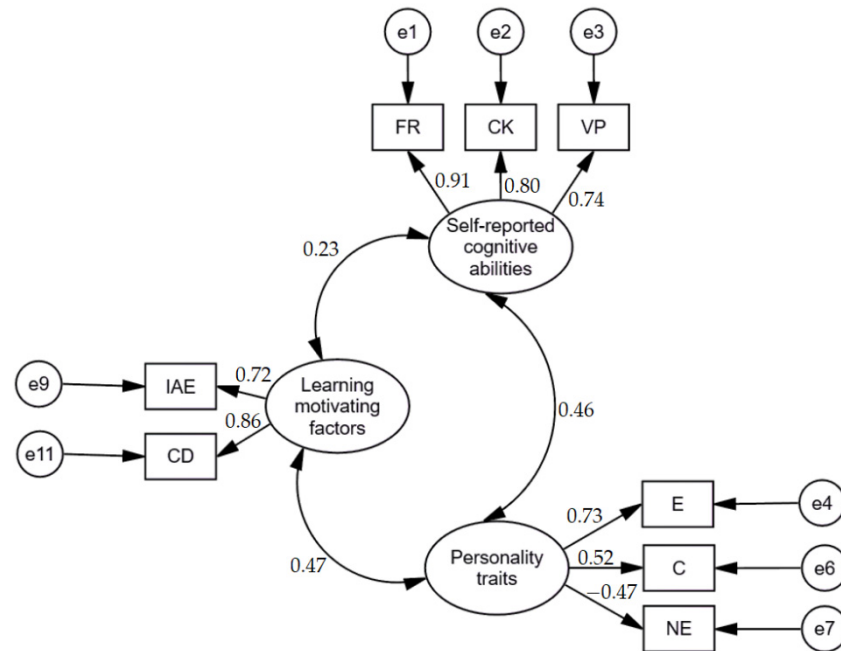 e1
e2
e3
FR
CK
VP
0.91
0.80
0.74
Self-reported
cognitive
abilities
0.23
e9
IAE
0.72
Learning
motivating
factors
0.86
e11
CD
0.46
0.47
Personality
traits
0.73
E
e4
0.52
C
e6
−0.47
NE
e7